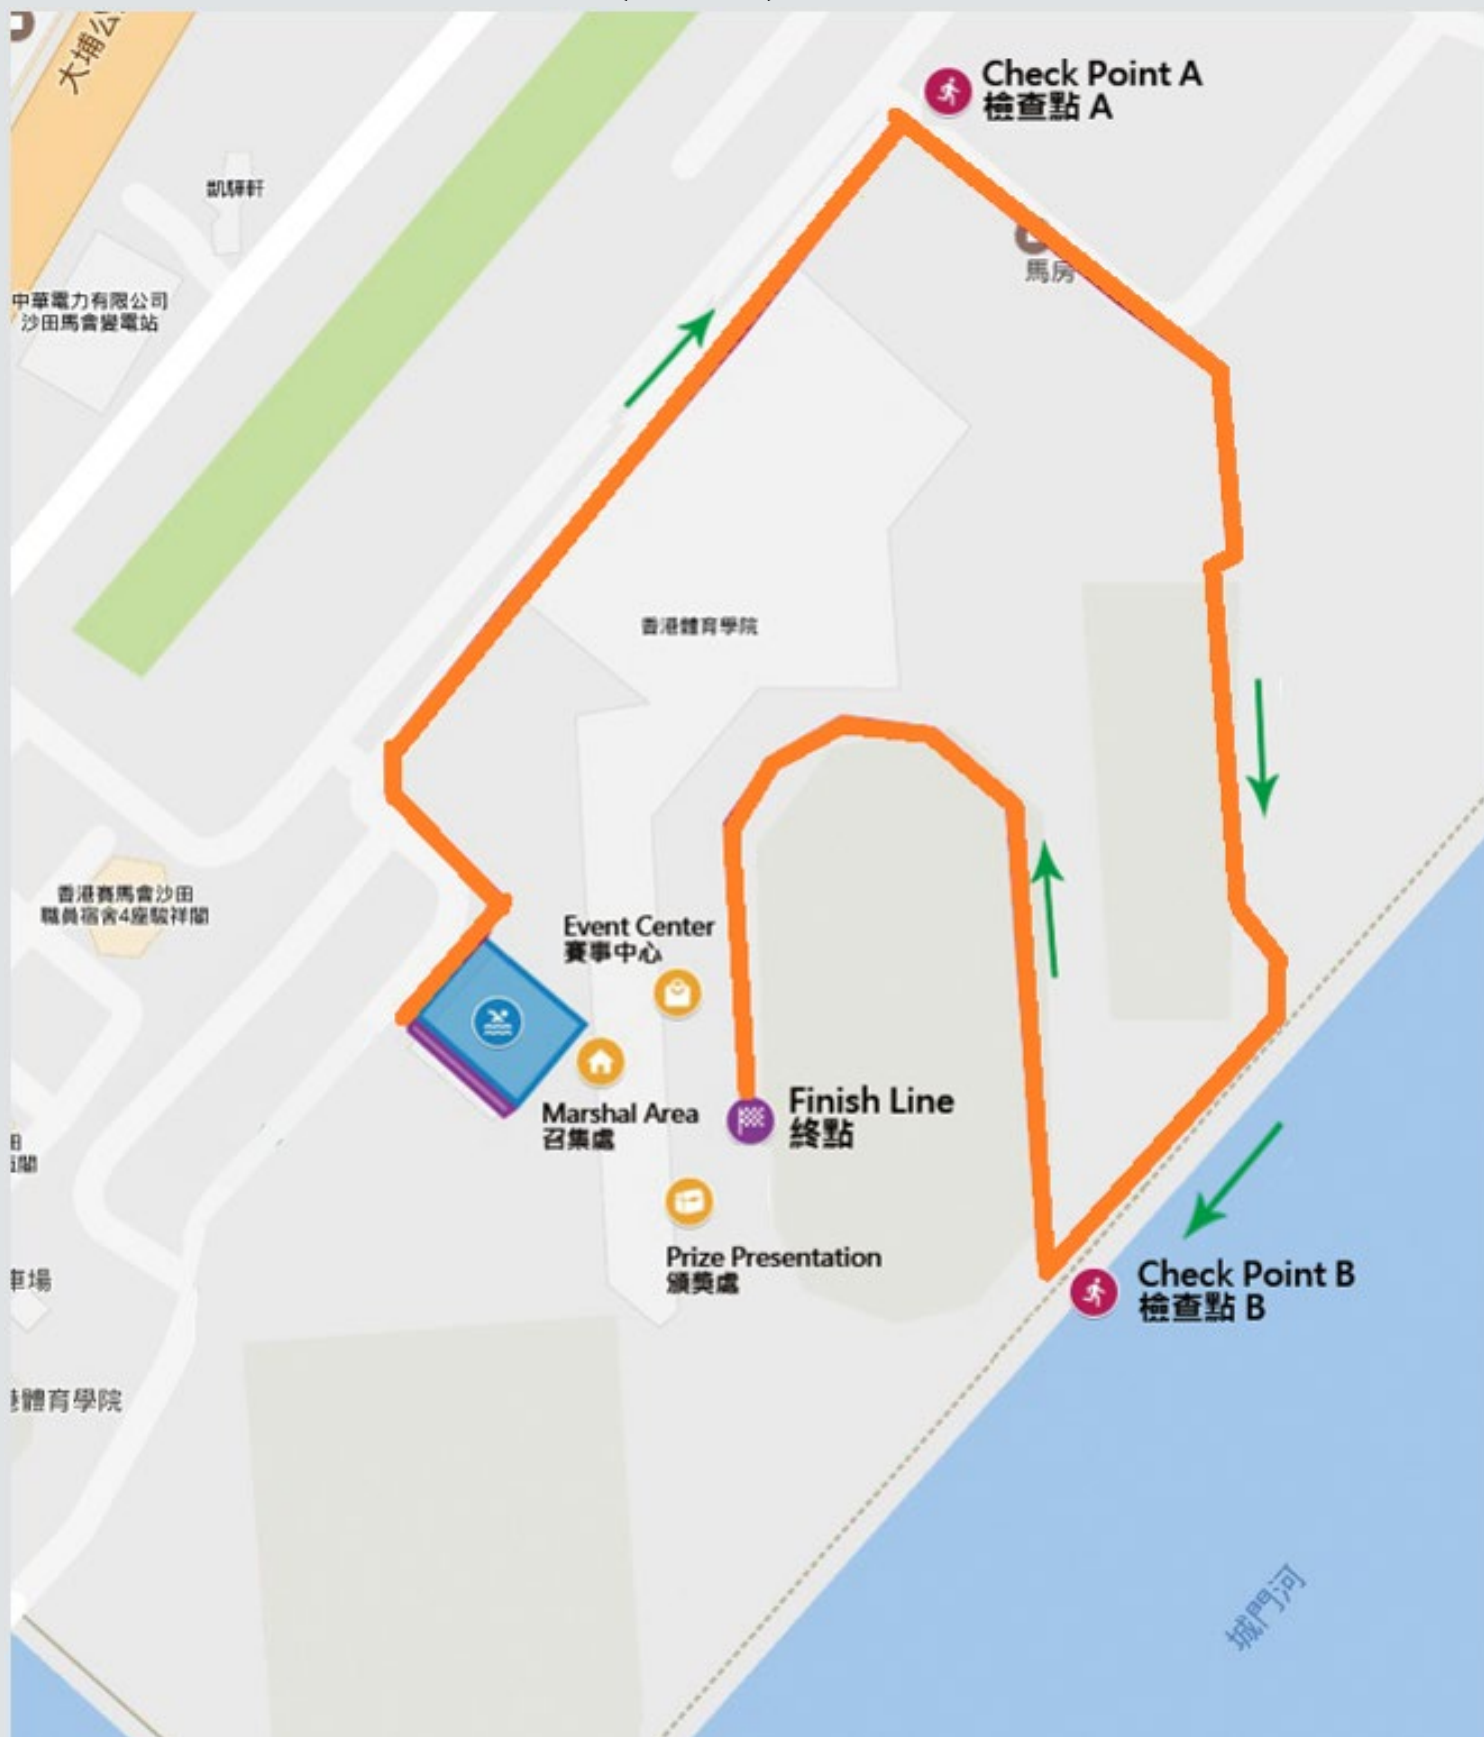 大埔公
Check Point A
檢查點 A
凱驛軒
馬房
中華電力有限公司
沙田馬會變電站
香港體育學院
香港賽馬會沙田
職員宿舍4座駿祥閣
Event Center
賽事中心
Marshal Area
召集處
Finish Line
終點
田
Prize Presentation
頒獎處
車場
Check Point B
檢查點 B
港體育學院
城門河